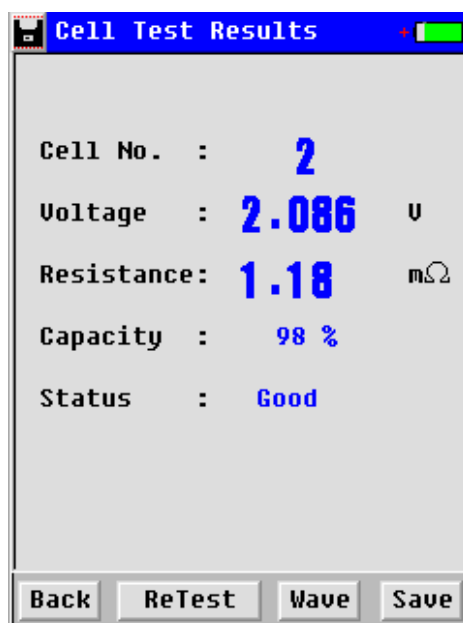 Cell Test Results
Cell No. : 2
Voltage : 2.086 V
Resistance: 1.18 mΩ
Capacity : 98 %
Status : Good
Back ReTest Wave Save